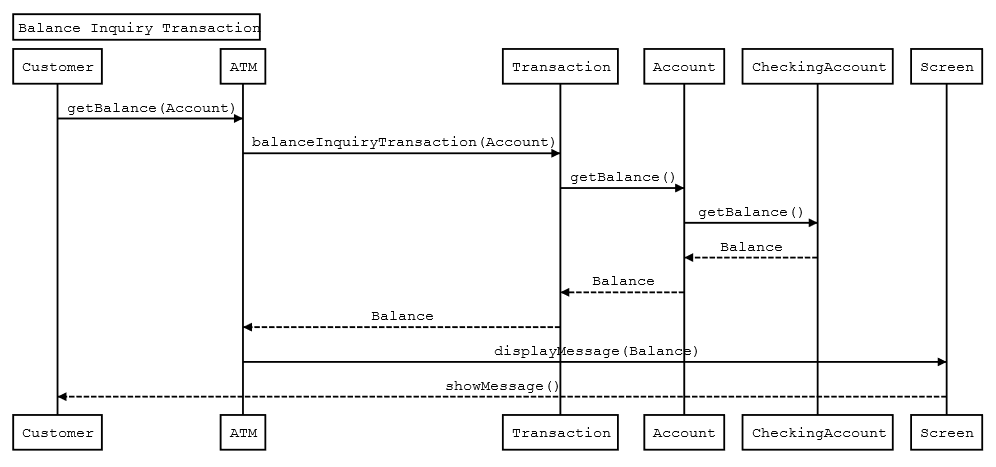 Balance Inquiry Transaction
Customer ATM Transaction Account CheckingAccount Screen
getBalance(Account)
balanceInquiryTransaction(Account)
getBalance()
getBalance()
Balance
Balance
Balance
displayMessage(Balance)
showMessage()
Customer ATM Transaction Account CheckingAccount Screen